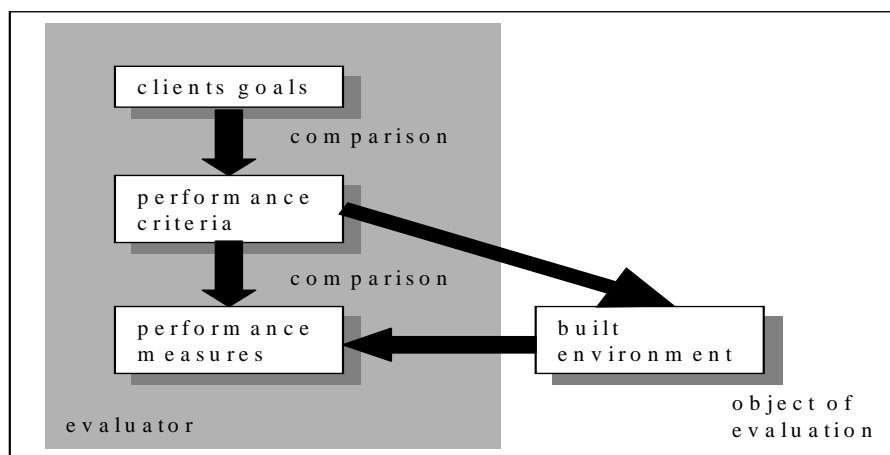 clients goals
comparison
performance
criteria
comparison
performance
measures
built
environment
evaluator
object of
evaluation